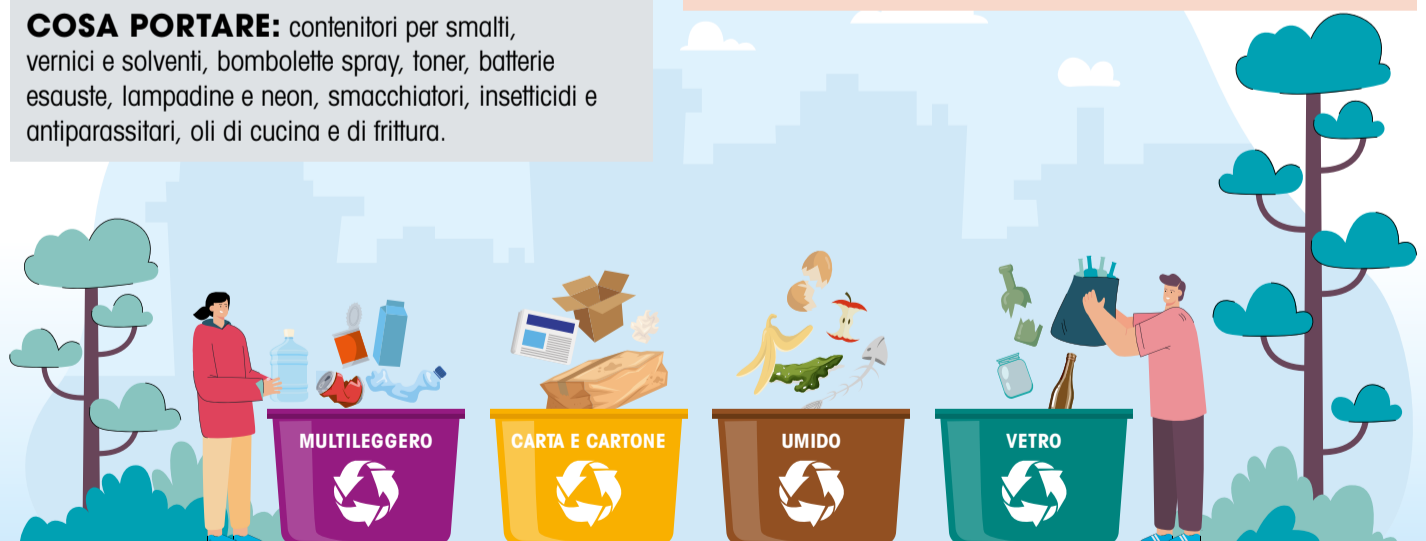 COSA PORTARE: contenitori per smalti,
vernici e solventi, bombolette spray, toner, batterie
esauste, lampadine e neon, smacchiatori, insetticidi e
antiparassitari, oli di cucina e di frittura.
MULTILEGGERO
CARTA E CARTONE
UMIDO
VETRO